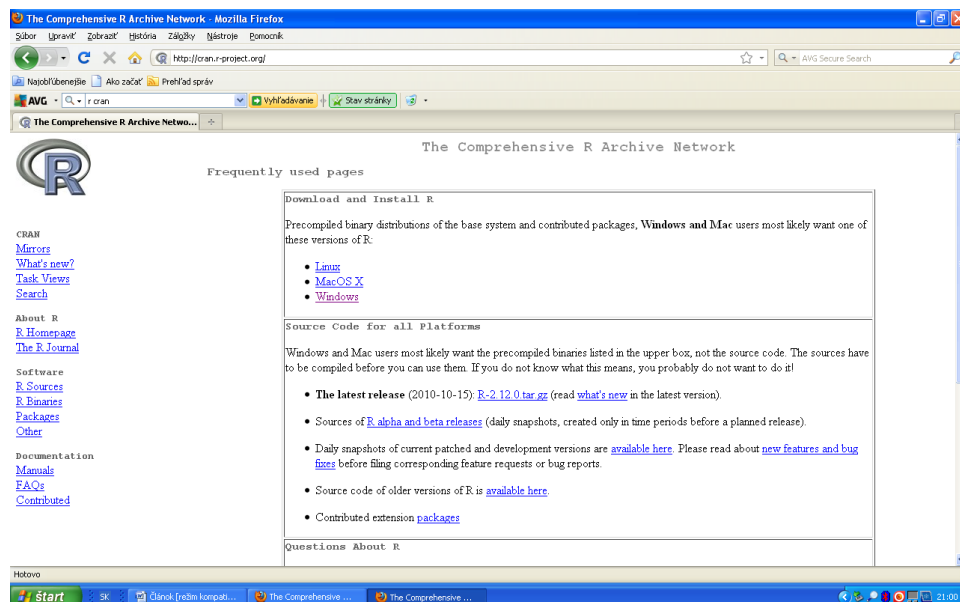 The Comprehensive R Archive Network - Mozilla Firefox
Súbor Upraviť Zobraziť História Záložky Nástroje Pomocník
http://cran.r-project.org/ AVG Secure Search
Najobľúbenejšie Ako začať Prehľad správ
AVG r cran Vyhľadávanie Stav stránky
The Comprehensive R Archive Netwo...
R
CRAN
Mirrors
What's new?
Task Views
Search
About R
R Homepage
The R Journal
Software
R Sources
R Binaries
Packages
Other
Documentation
Manuals
FAQs
Contributed
The Comprehensive R Archive Network
Frequently used pages
Download and Install R
Precompiled binary distributions of the base system and contributed packages, Windows and Mac users most likely want one of
these versions of R:
Linux
MacOS X
Windows
Source Code for all Platforms
Windows and Mac users most likely want the precompiled binaries listed in the upper box, not the source code. The sources have
to be compiled before you can use them. If you do not know what this means, you probably do not want to do it!
The latest release (2010-10-15): R-2.12.0.tar.gz (read what's new in the latest version).
Sources of R alpha and beta releases (daily snapshots, created only in time periods before a planned release).
Daily snapshots of current patched and development versions are available here. Please read about new features and bug
fixes before filing corresponding feature requests or bug reports.
Source code of older versions of R is available here.
Contributed extension packages
Questions About R
Hotovo
štart SK Článok [režim kompati... The Comprehensive ... The Comprehensive ... 21:00